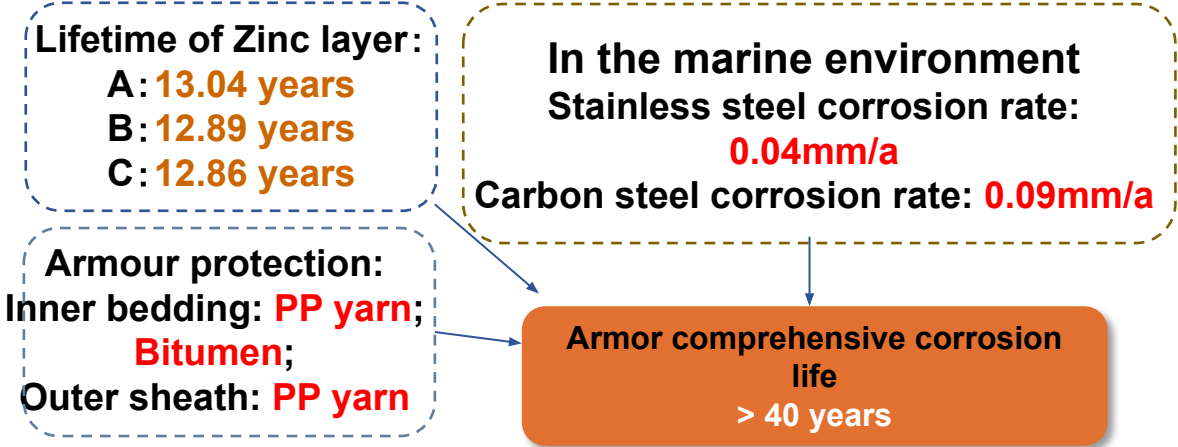 Lifetime of Zinc layer:
A: 13.04 years
B: 12.89 years
C: 12.86 years
In the marine environment
Stainless steel corrosion rate:
0.04mm/a
Carbon steel corrosion rate: 0.09mm/a
Armour protection:
Inner bedding: PP yarn;
Bitumen;
Outer sheath: PP yarn
Armor comprehensive corrosion
life
> 40 years